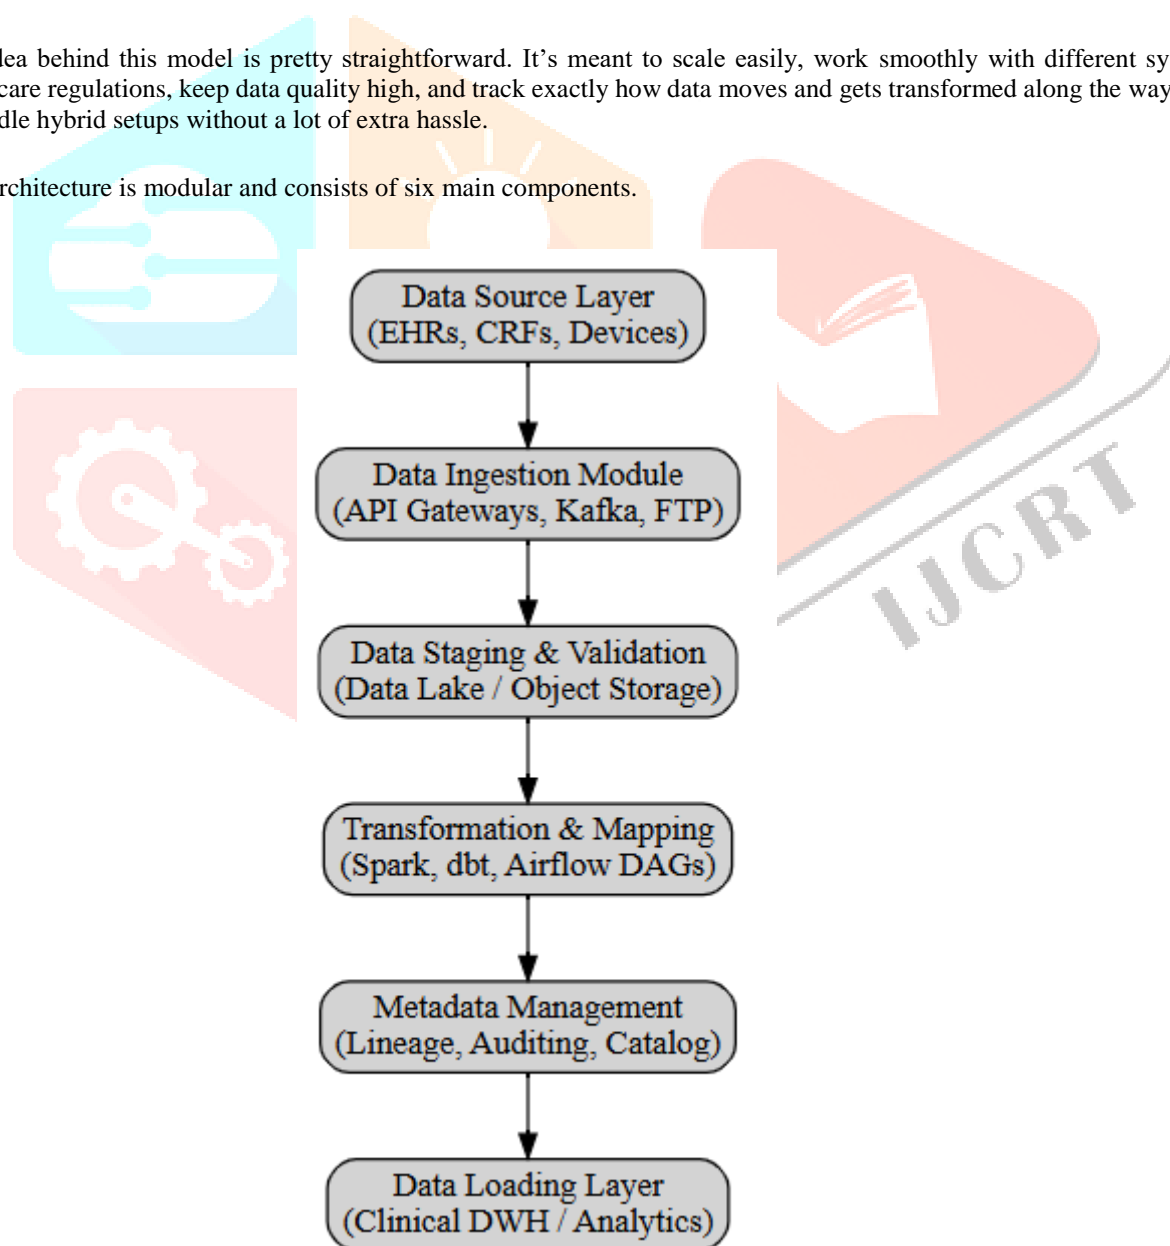 dea behind this model is pretty straightforward. It’s meant to scale easily, work smoothly with different sy
care regulations, keep data quality high, and track exactly how data moves and gets transformed along the way
dle hybrid setups without a lot of extra hassle.
rchitecture is modular and consists of six main components.
Data Source Layer
(EHRs, CRFs, Devices)
Data Ingestion Module
(API Gateways, Kafka, FTP)
IJCRT
Data Staging & Validation
(Data Lake / Object Storage)
Transformation & Mapping
(Spark, dbt, Airflow DAGs)
Metadata Management
(Lineage, Auditing, Catalog)
Data Loading Layer
(Clinical DWH / Analytics)